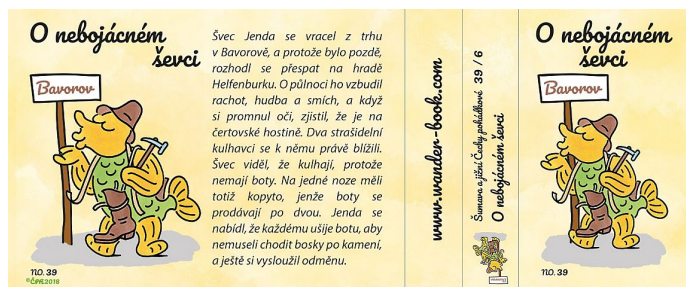 O nebojácném
ševci
Bavorov
NO. 39
©ČPR2018
Švec Jenda se vracel z trhu
v Bavorově, a protože bylo pozdě,
rozhodl se přespat na hradě
Helfenburku. O půlnoci ho vzbudil
rachot, hudba a smích, a když
si promnul oči, zjistil, že je na
čertovské hostině. Dva strašidelní
kulhavci se k němu právě blížili.
Švec viděl, že kulhají, protože
nemají boty. Na jedné noze měli
totiž kopyto, jenže boty se
prodávají po dvou. Jenda se
nabídl, že každému ušije botu, aby
nemuseli chodit bosky po kamení,
a ještě si vysloužil odměnu.
www.wander-book.com
Šumava a jižní Čechy pohádkové 39 / 6
O nebojácném ševci
O nebojácném
ševci
Bavorov
NO. 39